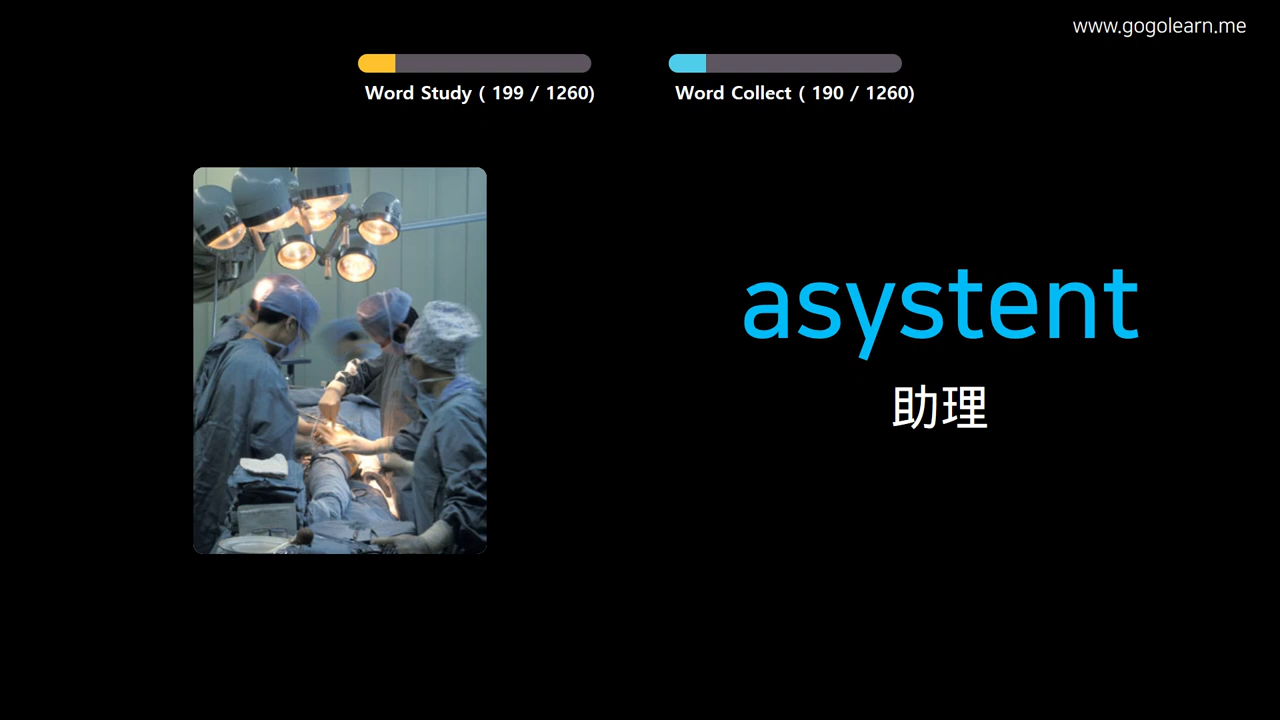 www.gogolearn.me
Word Study ( 199 / 1260)
Word Collect ( 190 / 1260)
asystent
助理